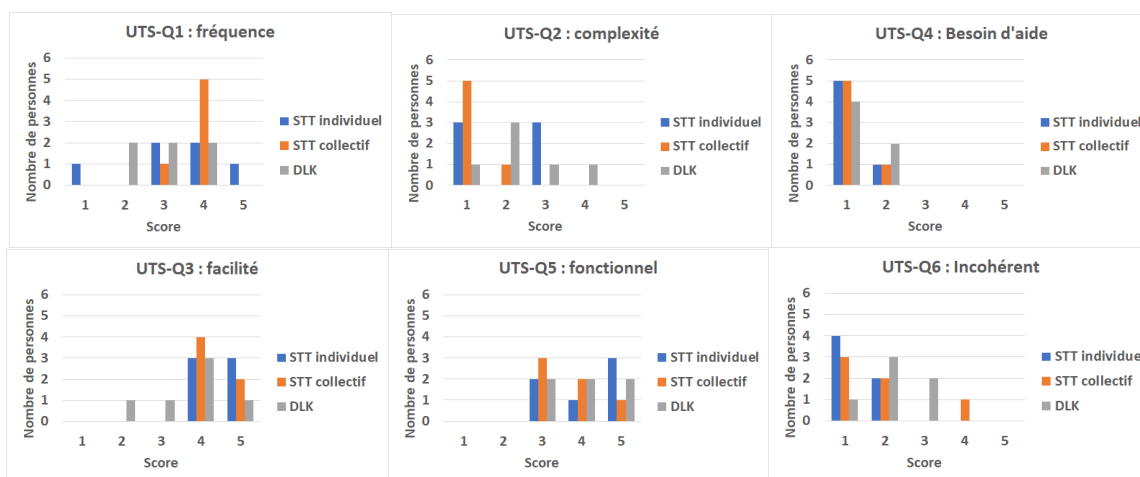 UTS-Q1 : fréquence
Nombre de personnes
6
5
4
3
2
1
0
1 2 3 4 5
Score
STT individuel
STT collectif
DLK
UTS-Q2 : complexité
Nombre de personnes
6
5
4
3
2
1
0
1 2 3 4 5
Score
STT individuel
STT collectif
DLK
UTS-Q4 : Besoin d'aide
Nombre de personnes
6
5
4
3
2
1
0
1 2 3 4 5
Score
STT individuel
STT collectif
DLK
UTS-Q3 : facilité
Nombre de personnes
6
5
4
3
2
1
0
1 2 3 4 5
Score
STT individuel
STT collectif
DLK
UTS-Q5 : fonctionnel
Nombre de personnes
6
5
4
3
2
1
0
1 2 3 4 5
Score
STT individuel
STT collectif
DLK
UTS-Q6 : Incohérent
Nombre de personnes
6
5
4
3
2
1
0
1 2 3 4 5
Score
STT individuel
STT collectif
DLK